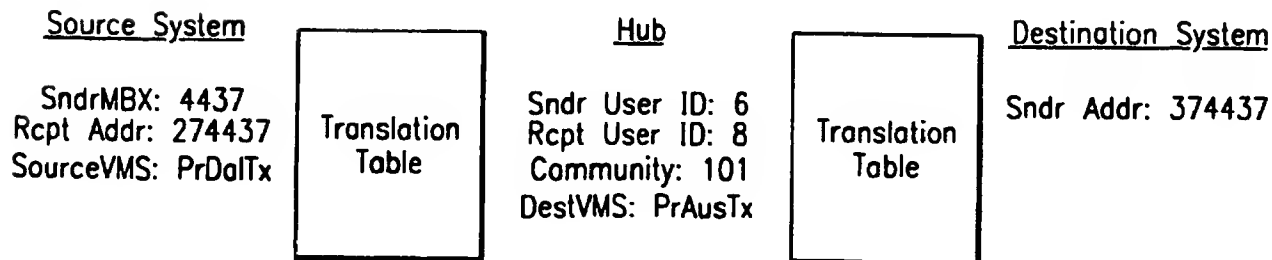 Source System
SndrMBX: 4437
Rcpt Addr: 274437
SourceVMS: PrDalTx
Translation
Table
Hub
Sndr User ID: 6
Rcpt User ID: 8
Community: 101
DestVMS: PrAusTx
Translation
Table
Destination System
Sndr Addr: 374437